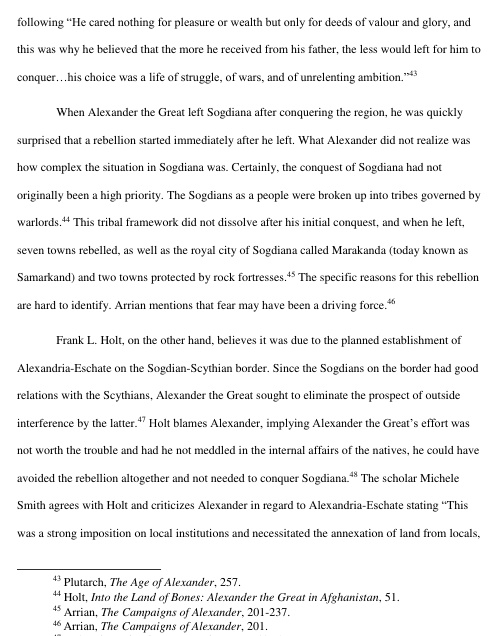 following “He cared nothing for pleasure or wealth but only for deeds of valour and glory, and
this was why he believed that the more he received from his father, the less would left for him to
conquer…his choice was a life of struggle, of wars, and of unrelenting ambition.”43
When Alexander the Great left Sogdiana after conquering the region, he was quickly
surprised that a rebellion started immediately after he left. What Alexander did not realize was
how complex the situation in Sogdiana was. Certainly, the conquest of Sogdiana had not
originally been a high priority. The Sogdians as a people were broken up into tribes governed by
warlords.44 This tribal framework did not dissolve after his initial conquest, and when he left,
seven towns rebelled, as well as the royal city of Sogdiana called Marakanda (today known as
Samarkand) and two towns protected by rock fortresses.45 The specific reasons for this rebellion
are hard to identify. Arrian mentions that fear may have been a driving force.46
Frank L. Holt, on the other hand, believes it was due to the planned establishment of
Alexandria-Eschate on the Sogdian-Scythian border. Since the Sogdians on the border had good
relations with the Scythians, Alexander the Great sought to eliminate the prospect of outside
interference by the latter.47 Holt blames Alexander, implying Alexander the Great’s effort was
not worth the trouble and had he not meddled in the internal affairs of the natives, he could have
avoided the rebellion altogether and not needed to conquer Sogdiana.48 The scholar Michele
Smith agrees with Holt and criticizes Alexander in regard to Alexandria-Eschate stating “This
was a strong imposition on local institutions and necessitated the annexation of land from locals,
43 Plutarch, The Age of Alexander, 257.
44 Holt, Into the Land of Bones: Alexander the Great in Afghanistan, 51.
45 Arrian, The Campaigns of Alexander, 201-237.
46 Arrian, The Campaigns of Alexander, 201.